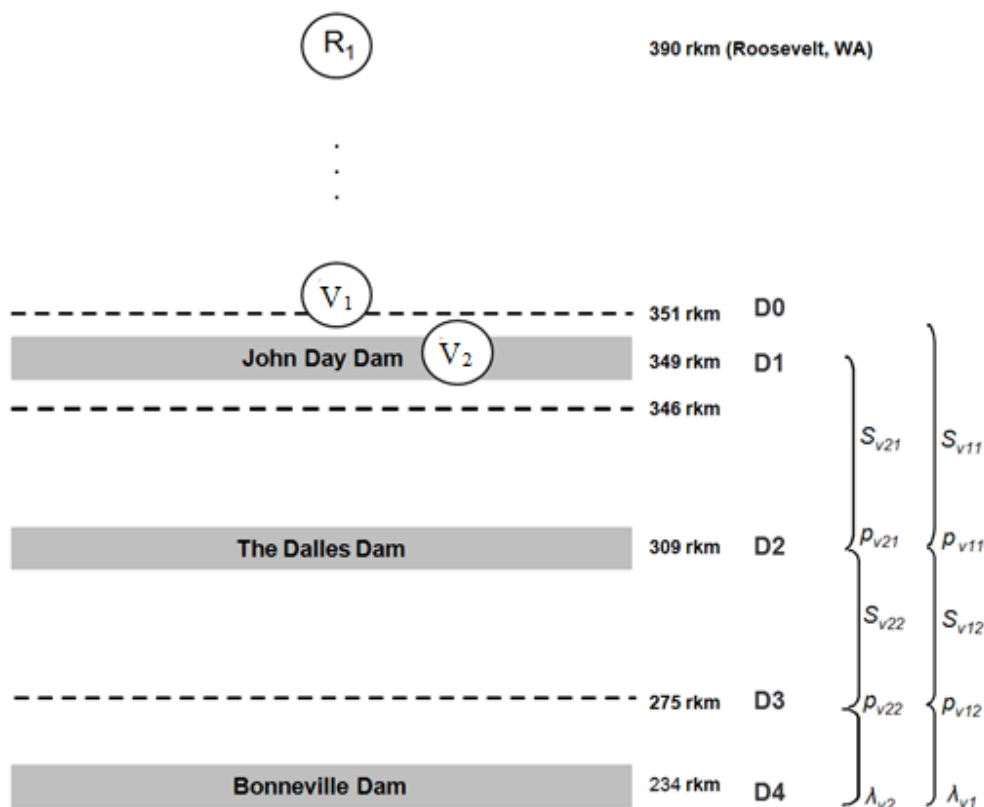 R1 390 rkm (Roosevelt, WA)
V1
351 rkm D0
John Day Dam V2 349 rkm D1
346 rkm
Sv21 Sv11
The Dalles Dam 309 rkm D2 pv21 pv11
Sv22 Sv12
275 rkm D3 pv22 pv12
Bonneville Dam 234 rkm D4 λv2 λv1